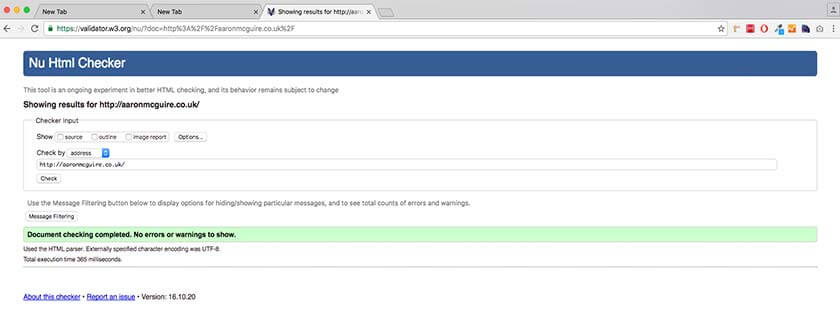 New Tab
New Tab
Showing results for http://aar
https://validator.w3.org/nu/?doc=http%3A%2F%2Faaronmcguire.co.uk%2F
Nu Html Checker
This tool is an ongoing experiment in better HTML checking, and its behavior remains subject to change
Showing results for http://aaronmcguire.co.uk/
Checker Input
Show source outline image report Options...
Check by address
http://aaronmcguire.co.uk/
Check
Use the Message Filtering button below to display options for hiding/showing particular messages, and to see total counts of errors and warnings.
Message Filtering
Document checking completed. No errors or warnings to show.
Used the HTML parser. Externally specified character encoding was UTF-8.
Total execution time 365 milliseconds.
About this checker • Report an issue • Version: 16.10.20